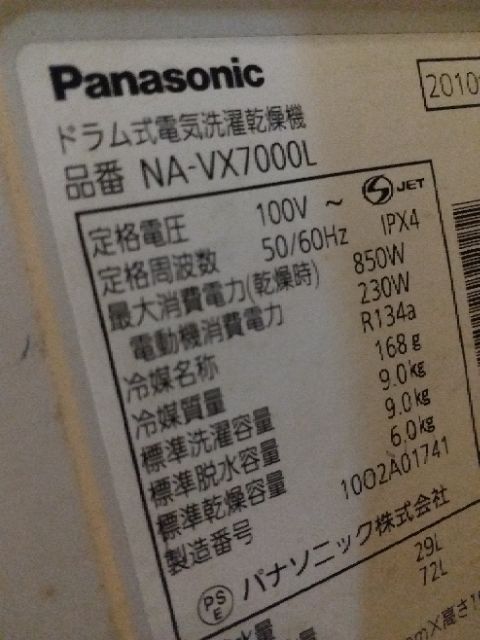 Panasonic
2010
ドラム式電気洗濯乾燥機
品番 NA-VX7000L
JET
定格電圧 100V ~ IPX4
定格周波数 50/60Hz
最大消費電力(乾燥時) 850W
電動機消費電力 230W
冷媒名称 R134a
冷媒質量 168g
標準洗濯容量 9.0kg
標準脱水容量 9.0kg
標準乾燥容量 6.0kg
製造番号 1002A01741
PSE パナソニック株式会社
29L
72L
水量
mm×高さ